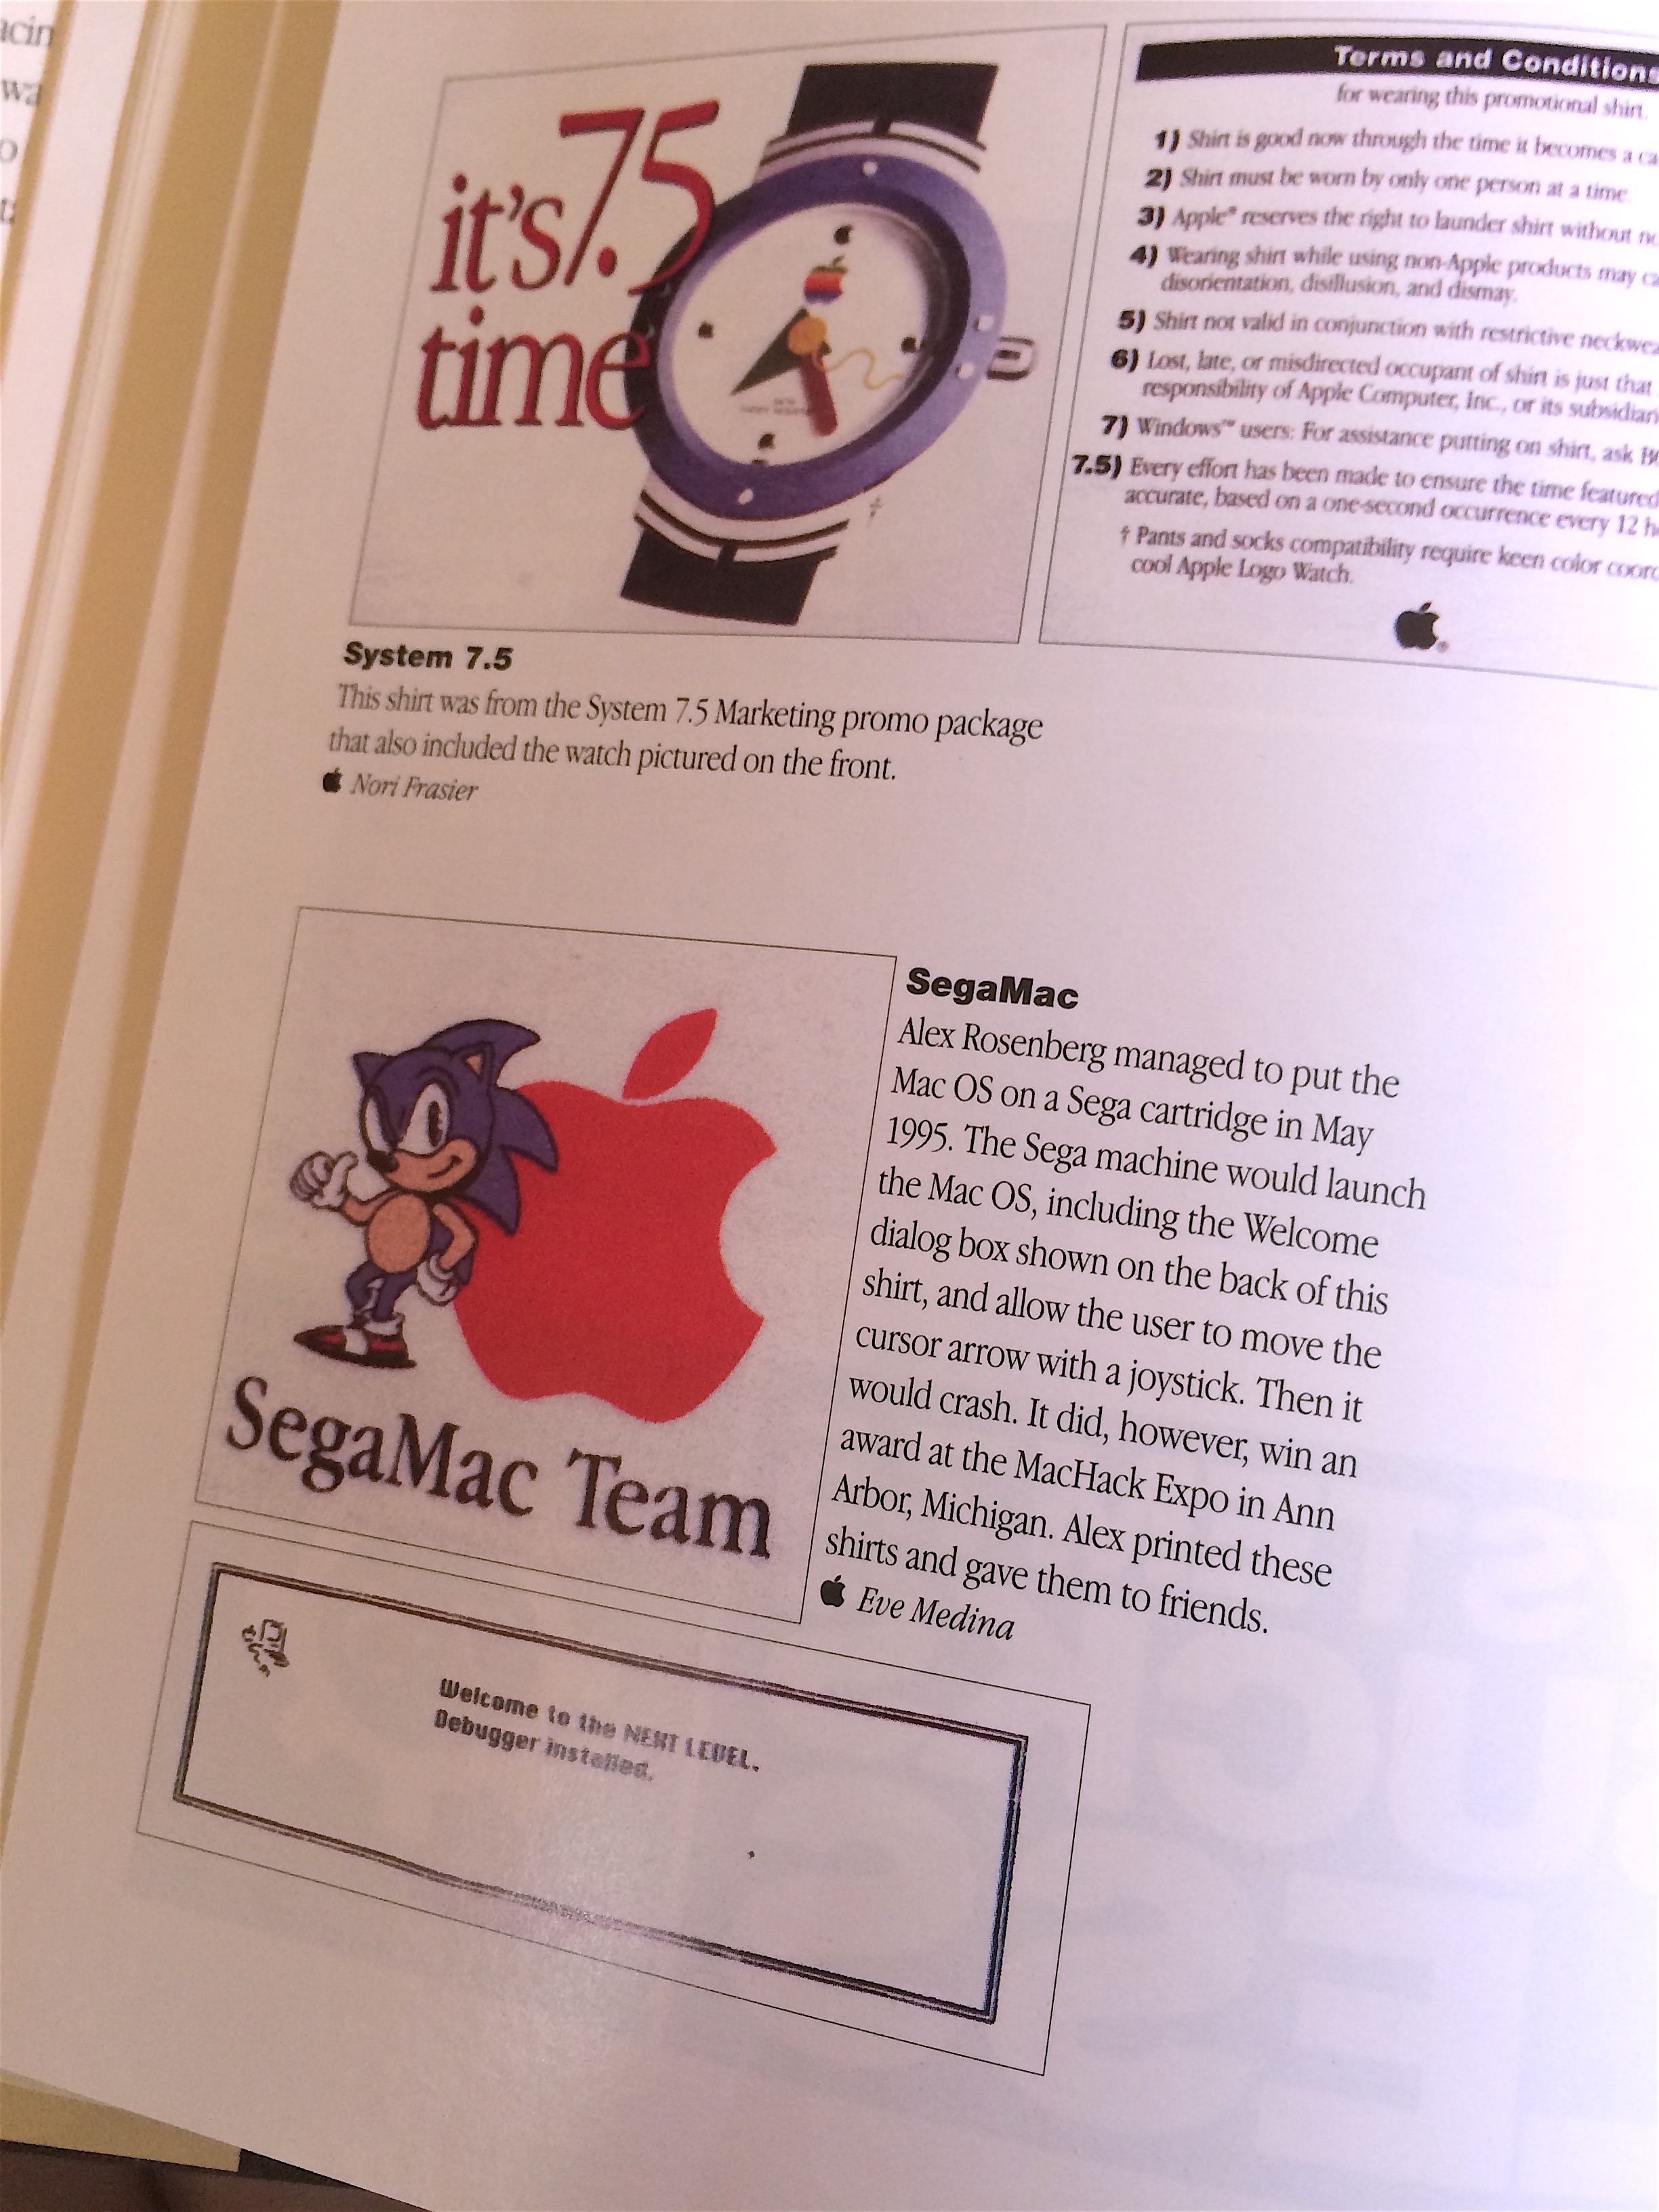 acin
wa
it's 7.5
time
Terms and Conditions
for wearing this promotional shirt.
1) Shirt is good now through the time it becomes a ca
2) Shirt must be worn by only one person at a time.
3) Apple® reserves the right to launder shirt without no
4) Wearing shirt while using non-Apple products may ca
disorientation, disillusion, and dismay.
5) Shirt not valid in conjunction with restrictive neckwea
6) Lost, late, or misdirected occupant of shirt is just that
responsibility of Apple Computer, Inc., or its subsidiari
7) Windows™ users: For assistance putting on shirt, ask
7.5) Every effort has been made to ensure the time featured
accurate, based on a one-second occurrence every 12 h
† Pants and socks compatibility require keen color coord
cool Apple Logo Watch.
System 7.5
This shirt was from the System 7.5 Marketing promo package
that also included the watch pictured on the front.
Nori Frasier
SegaMac Team
SegaMac
Alex Rosenberg managed to put the
Mac OS on a Sega cartridge in May
1995. The Sega machine would launch
the Mac OS, including the Welcome
dialog box shown on the back of this
shirt, and allow the user to move the
cursor arrow with a joystick. Then it
would crash. It did, however, win an
award at the MacHack Expo in Ann
Arbor, Michigan. Alex printed these
shirts and gave them to friends.
Eve Medina
Welcome to the NEXT LEVEL.
Debugger installed.